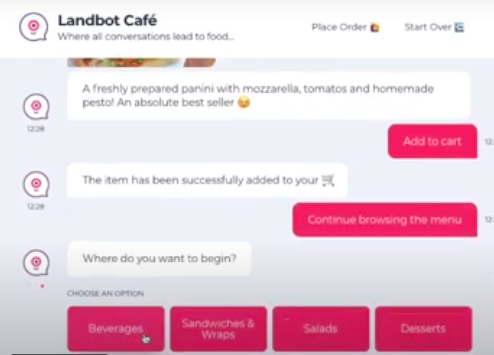 Landbot Café
Where all conversations lead to food...
Place Order
Start Over
A freshly prepared panini with mozzarella, tomatoes and homemade
pesto! An absolute best seller 😉
12:28
Add to cart
The item has been successfully added to your 🛒
12:28
Continue browsing the menu
Where do you want to begin?
CHOOSE AN OPTION
Beverages
Sandwiches &
Wraps
Salads
Desserts